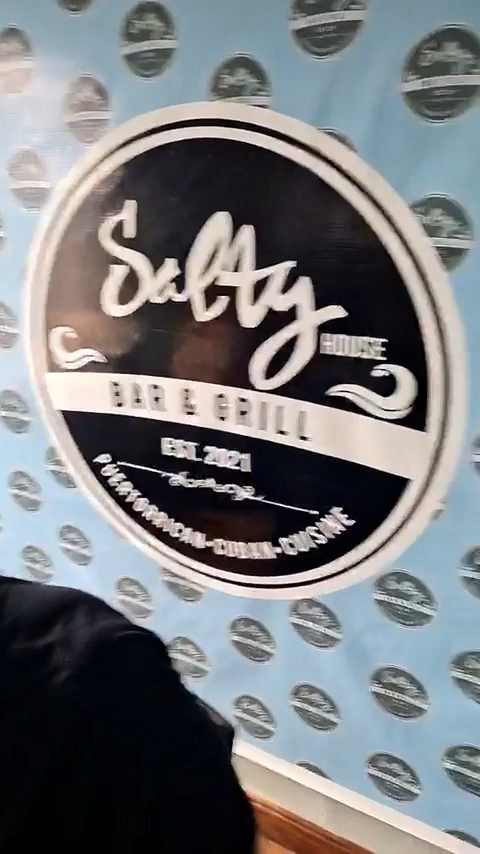 Salty
HOUSE
BAR & GRILL
EST. 2021
PUERTORRICAN-CUBAN-CUISINE